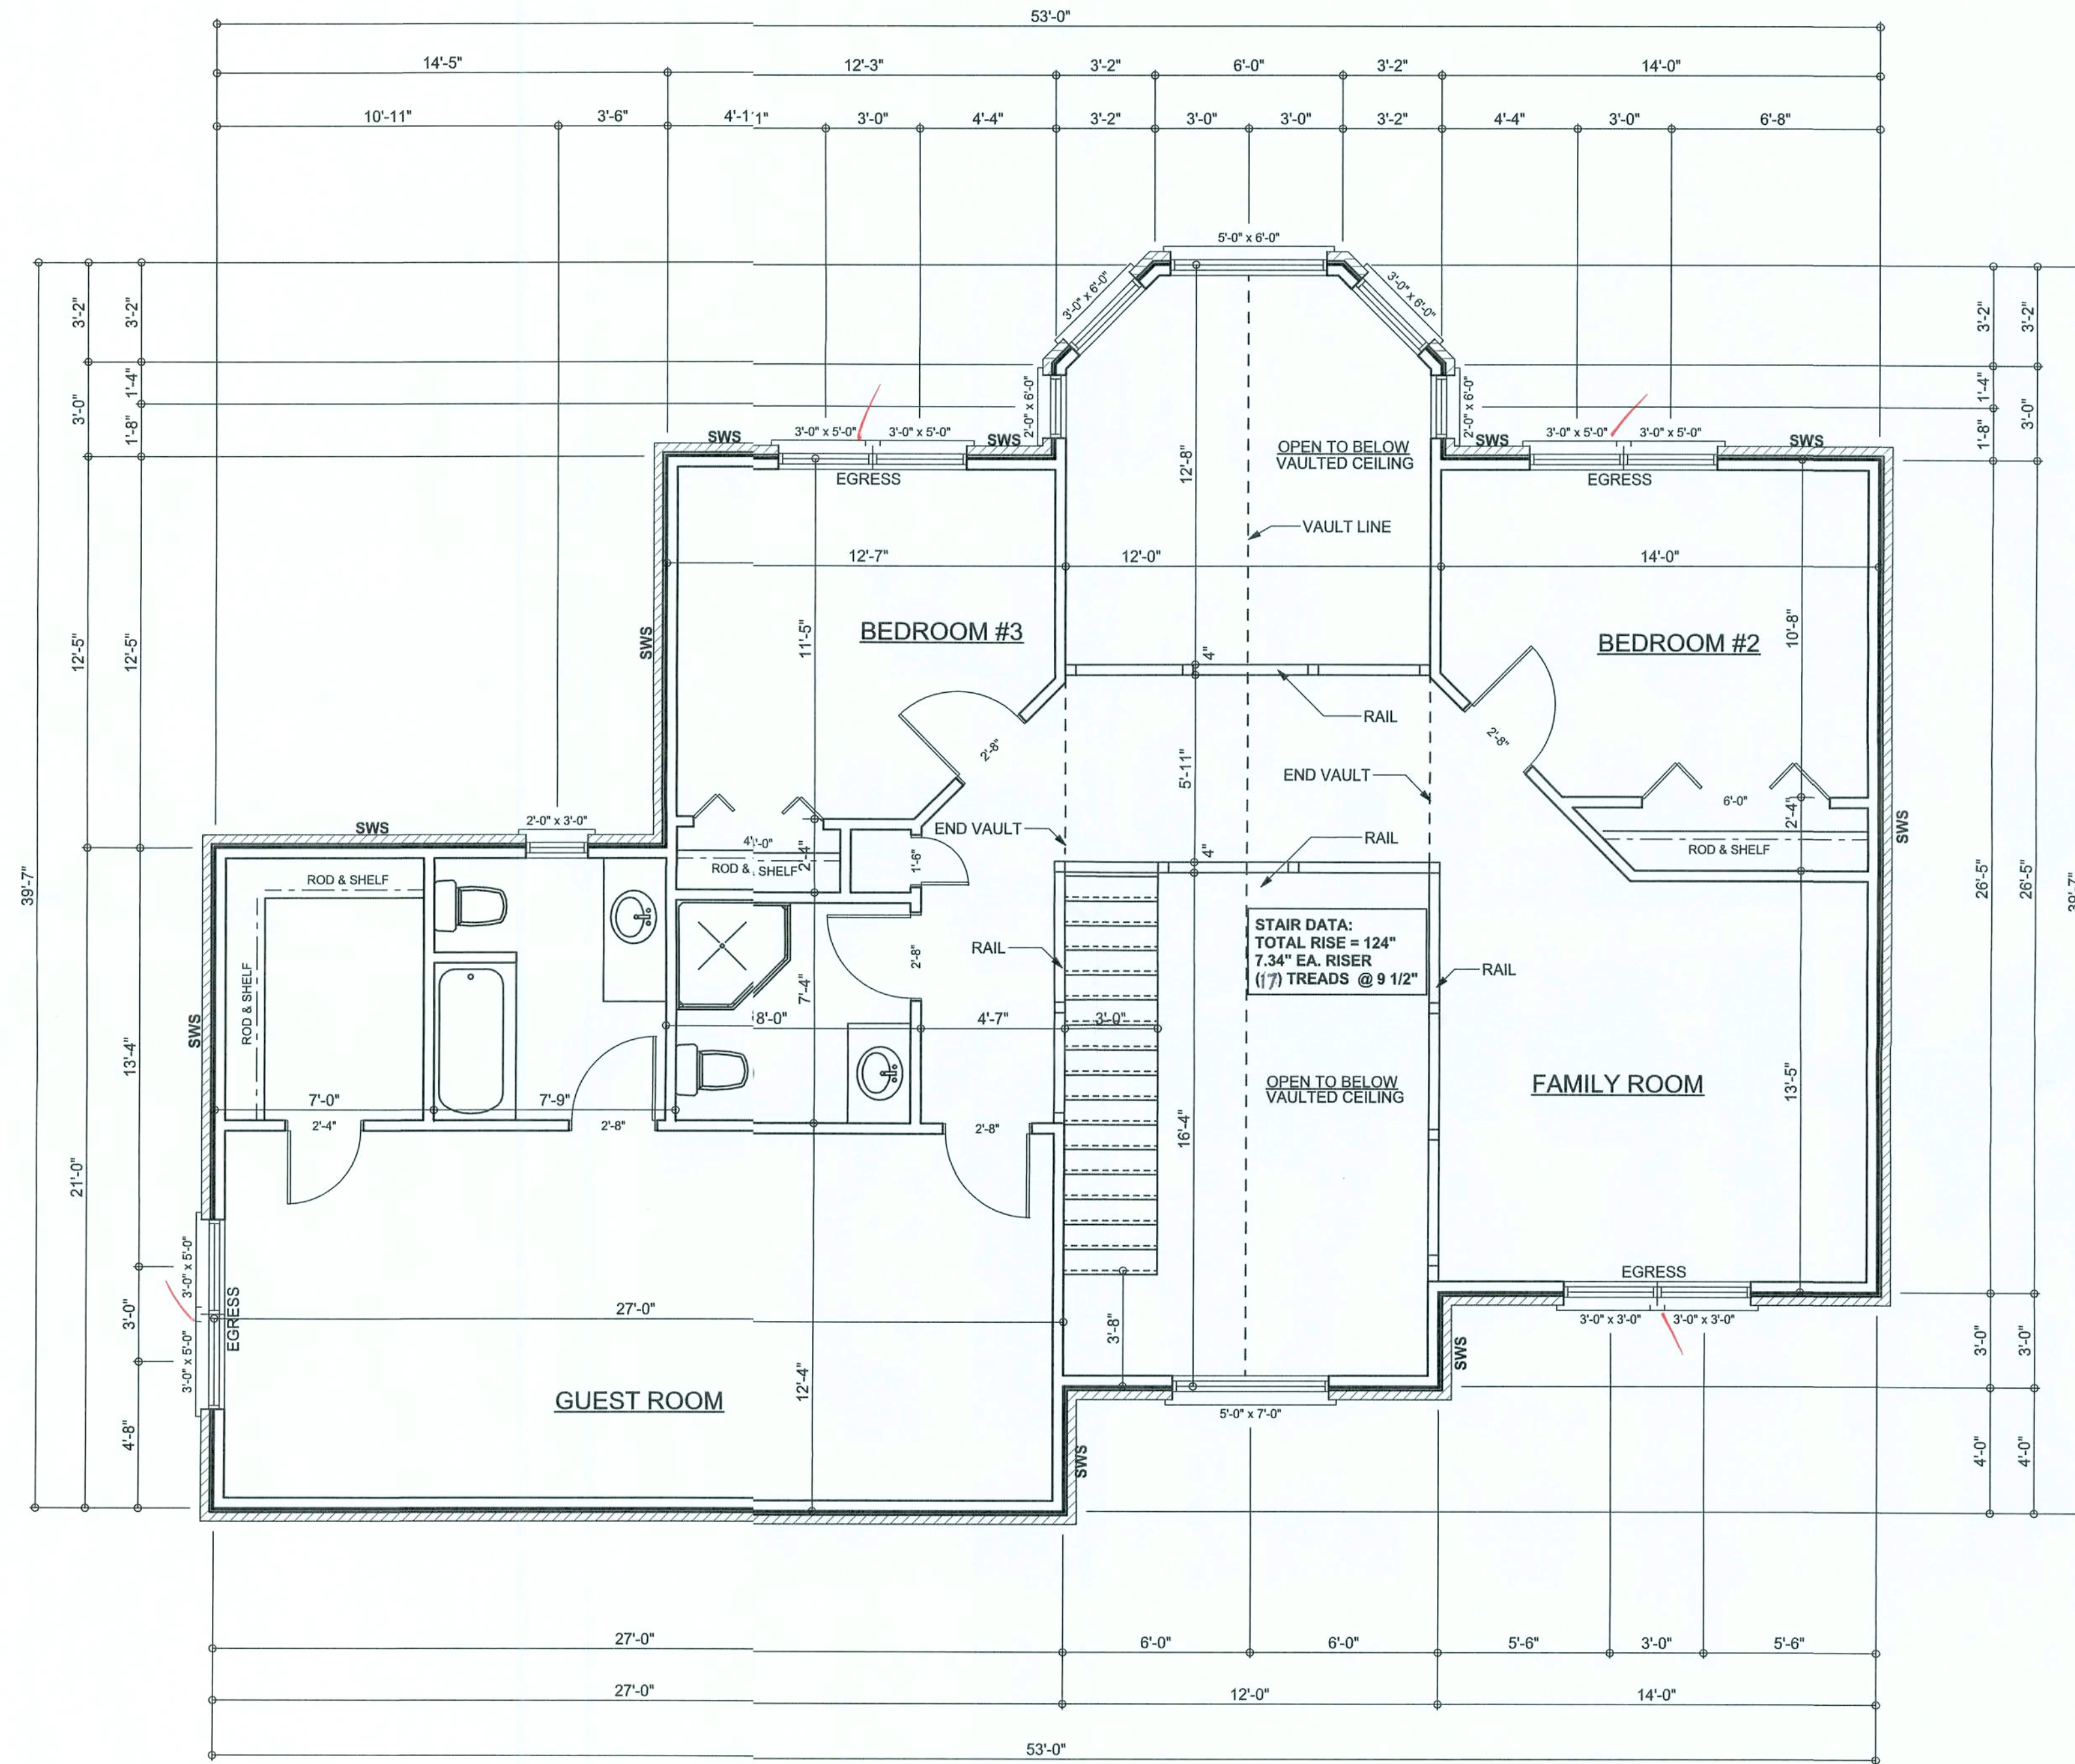 53'-0"
14'-5" 12'-3" 3'-2" 6'-0" 3'-2" 14'-0"
10'-11" 3'-6" 4'-11" 3'-0" 4'-4" 3'-2" 3'-0" 3'-0" 3'-2" 4'-4" 3'-0" 6'-8"
5'-0" x 6'-0"
3'-0" x 6'-0" 3'-0" x 6'-0"
3'-2" 3'-2" 3'-2" 3'-2"
3'-0" 1'-4" 1'-8" 2'-0" x 6'-0" 2'-0" x 6'-0" 1'-4" 1'-8" 3'-0"
SWS 3'-0" x 5'-0" 3'-0" x 5'-0" SWS SWS 3'-0" x 5'-0" 3'-0" x 5'-0" SWS
EGRESS EGRESS
OPEN TO BELOW
VAULTED CEILING
12'-8"
VAULT LINE
12'-7" 12'-0" 14'-0"
BEDROOM #3 BEDROOM #2
12'-5" 12'-5" SWS 11'-5" 4" 10'-8"
RAIL
2'-8" 2'-8"
5'-11"
END VAULT
6'-0"
2'-4"
END VAULT RAIL
SWS 2'-0" x 3'-0" SWS
4'-0" 2'-4" 1'-6" 4"
ROD & SHELF ROD & SHELF
ROD & SHELF
39'-7" 26'-5" 26'-5" 39'-7"
ROD & SHELF
STAIR DATA:
TOTAL RISE = 124"
7.34" EA. RISER
(17) TREADS @ 9 1/2"
RAIL 2'-8" RAIL
SWS 13'-4" 7'-4"
8'-0" 4'-7" 3'-0"
OPEN TO BELOW
VAULTED CEILING
FAMILY ROOM
13'-5"
7'-0" 7'-9"
2'-4" 2'-8" 2'-8"
16'-4"
21'-0"
3'-0" x 5'-0"
3'-0" x 5'-0"
EGRESS
3'-0"
27'-0"
3'-8"
EGRESS
3'-0" x 3'-0" 3'-0" x 3'-0"
SWS
3'-0" 3'-0"
12'-4"
GUEST ROOM
5'-0" x 7'-0"
4'-8" SWS 4'-0" 4'-0"
27'-0" 6'-0" 6'-0" 5'-6" 3'-0" 5'-6"
27'-0" 12'-0" 14'-0"
53'-0"